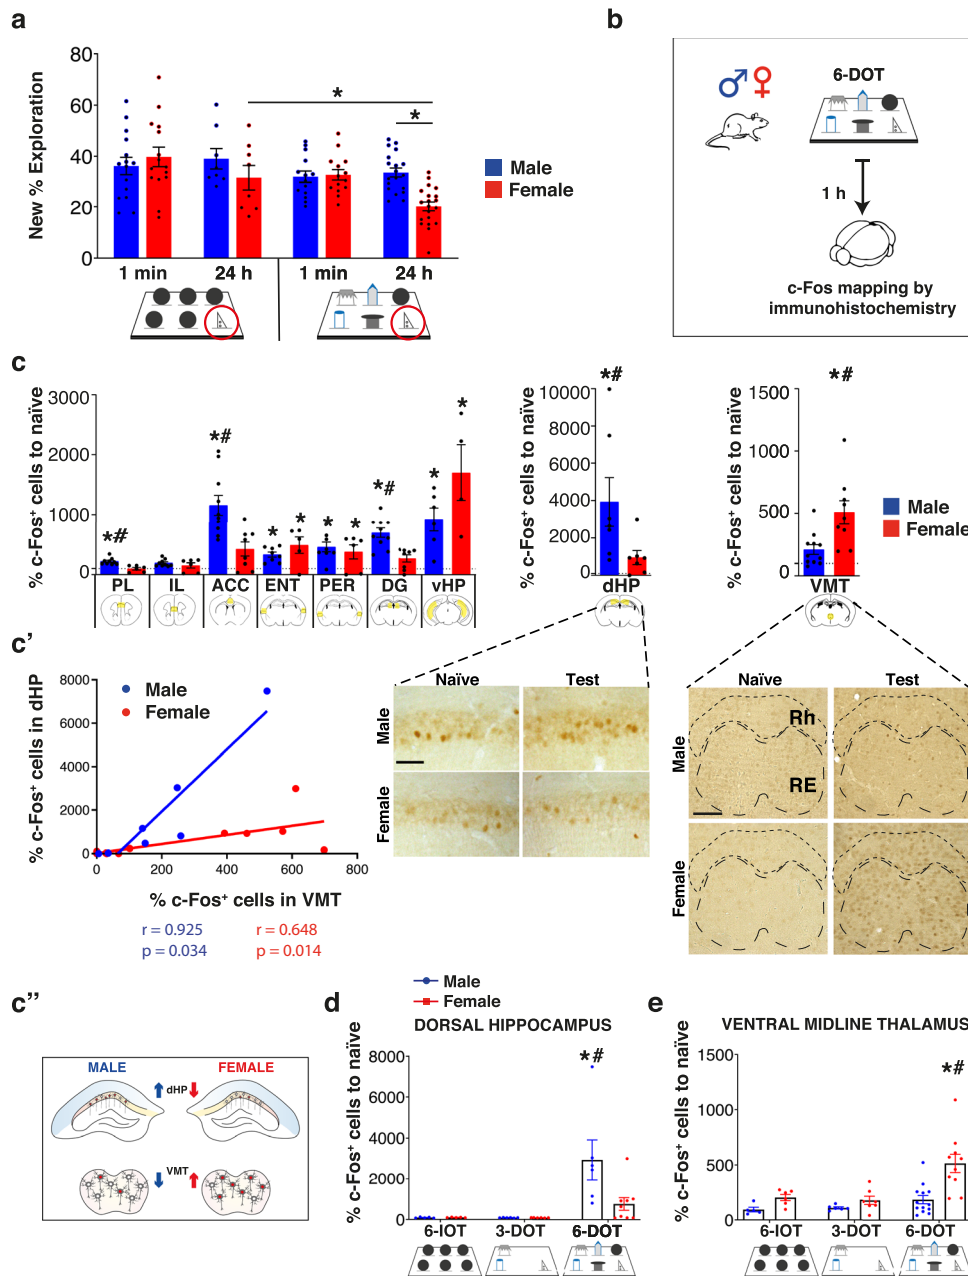 a
80
60
40
20
0
New % Exploration
*
*
Male
Female
1 min
24 h
1 min
24 h
b
6-DOT
1 h
c-Fos mapping by
immunohistochemistry
c
% c-Fos⁺ cells to naïve
3000
2000
1000
0
*#
*#
*
*
*
*
*#
*
*
PL
IL
ACC
ENT
PER
DG
vHP
% c-Fos⁺ cells to naïve
10000
8000
6000
4000
2000
0
*#
dHP
% c-Fos⁺ cells to naïve
1500
1000
500
0
*#
VMT
Male
Female
c'
% c-Fos⁺ cells in dHP
8000
6000
4000
2000
0
Male
Female
0
200
400
600
800
% c-Fos⁺ cells in VMT
r = 0.925
p = 0.034
r = 0.648
p = 0.014
Naïve
Test
Male
Female
Naïve
Test
Male
Female
Rh
RE
c''
MALE
FEMALE
dHP
VMT
Male
Female
d
DORSAL HIPPOCAMPUS
% c-Fos⁺ cells to naïve
8000
6000
4000
2000
0
*#
6-IOT
3-DOT
6-DOT
e
VENTRAL MIDLINE THALAMUS
% c-Fos⁺ cells to naïve
1500
1000
500
0
*#
6-IOT
3-DOT
6-DOT